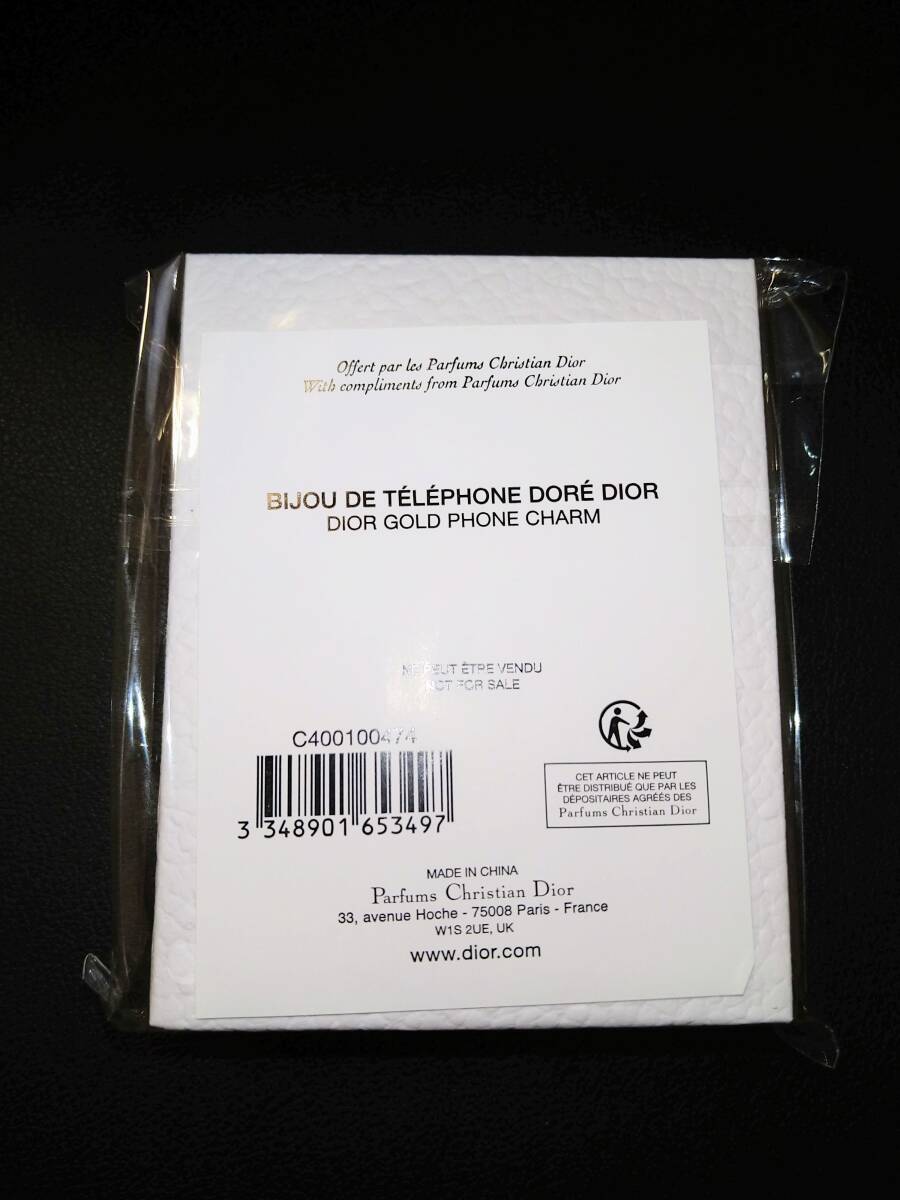 Offert par les Parfums Christian Dior
With compliments from Parfums Christian Dior
BIJOU DE TÉLÉPHONE DORÉ DIOR
DIOR GOLD PHONE CHARM
NE PEUT ÊTRE VENDU
NOT FOR SALE
C400100474
3 348901 653497
CET ARTICLE NE PEUT
ÊTRE DISTRIBUÉ QUE PAR LES
DÉPOSITAIRES AGRÉÉS DES
Parfums Christian Dior
MADE IN CHINA
Parfums Christian Dior
33, avenue Hoche - 75008 Paris - France
W1S 2UE, UK
www.dior.com